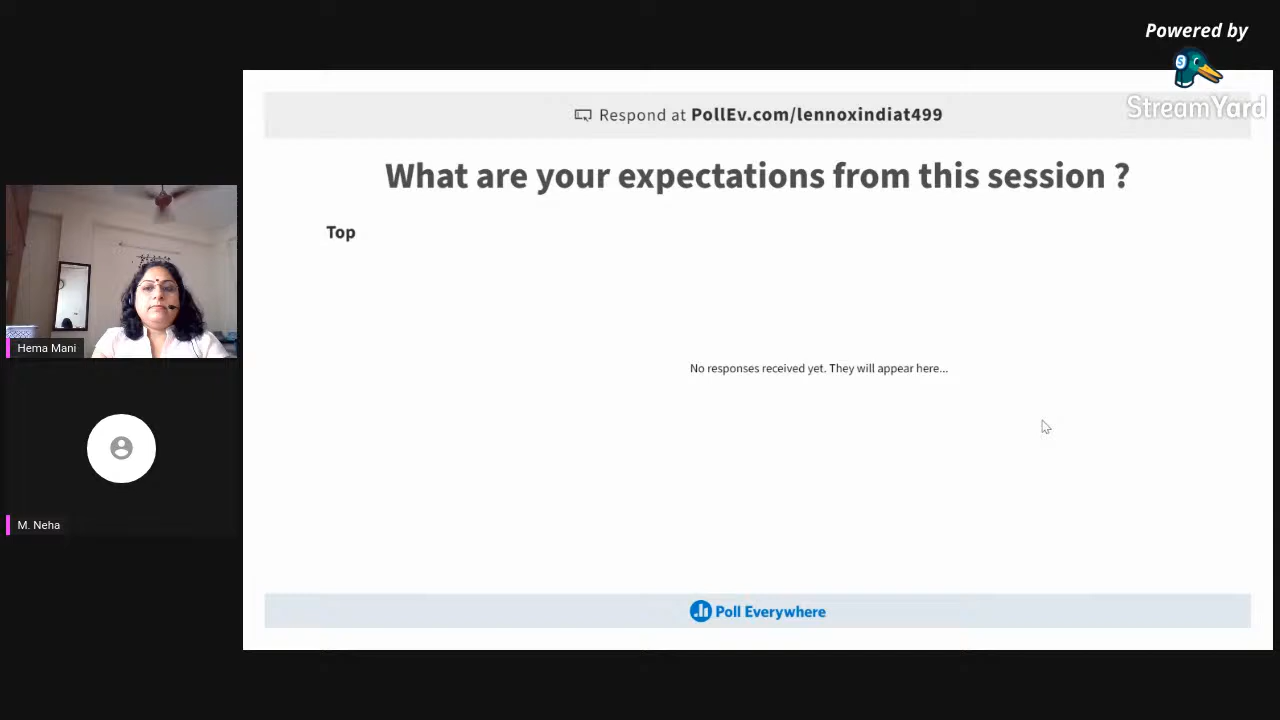 Powered by
StreamYard
Respond at PollEv.com/lennoxindiat499
What are your expectations from this session ?
Top
No responses received yet. They will appear here...
Hema Mani
M. Neha
Poll Everywhere